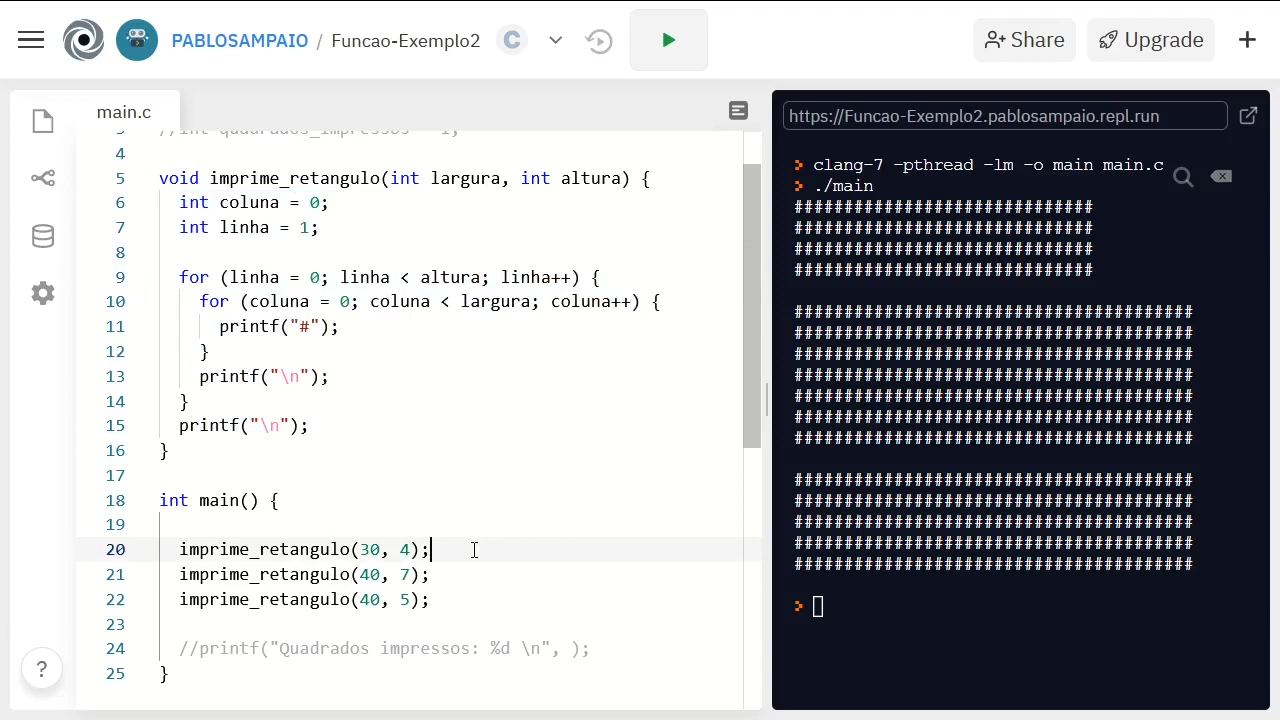 PABLOSAMPAIO / Funcao-Exemplo2 C
Share
Upgrade
main.c
//int quadrados_impressos
4
5 void imprime_retangulo(int largura, int altura) {
6 int coluna = 0;
7 int linha = 1;
8
9 for (linha = 0; linha < altura; linha++) {
10 for (coluna = 0; coluna < largura; coluna++) {
11 printf("#");
12 }
13 printf("\n");
14 }
15 printf("\n");
16 }
17
18 int main() {
19
20 imprime_retangulo(30, 4);
21 imprime_retangulo(40, 7);
22 imprime_retangulo(40, 5);
23
24 //printf("Quadrados impressos: %d \n", );
25 }
?
https://Funcao-Exemplo2.pablosampaio.repl.run
> clang-7 -pthread -lm -o main main.c
> ./main
##############################
##############################
##############################
##############################
########################################
########################################
########################################
########################################
########################################
########################################
########################################
########################################
########################################
########################################
########################################
########################################
>